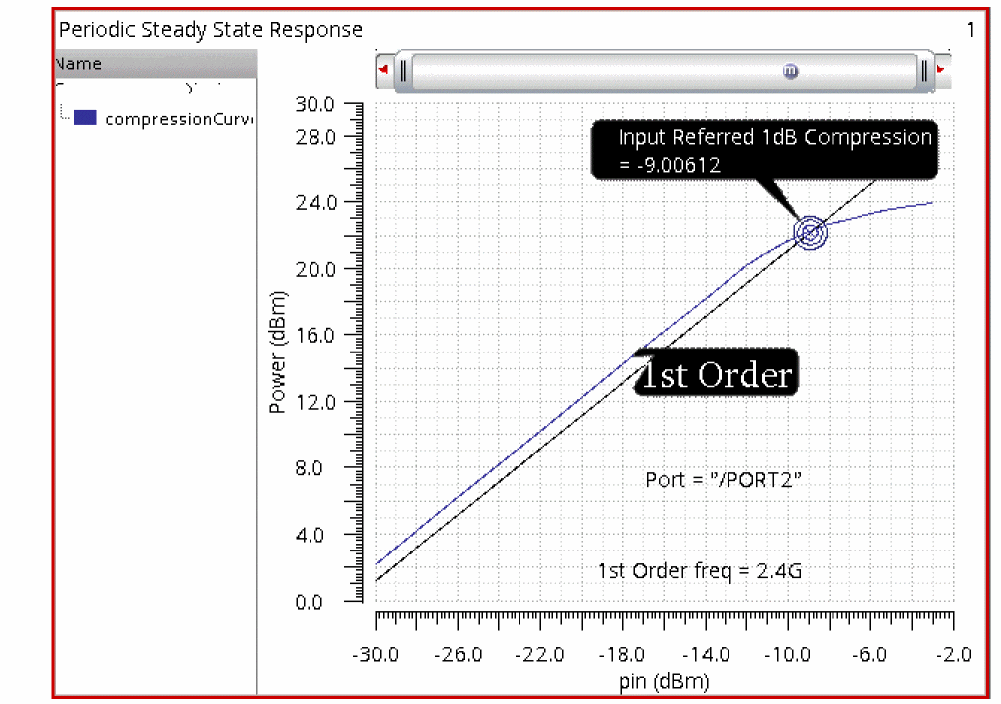 Periodic Steady State Response
1
Name
compressionCurv
30.0
28.0
24.0
20.0
16.0
12.0
8.0
4.0
0.0
Power (dBm)
Input Referred 1dB Compression
= -9.00612
1st Order
Port = "/PORT2"
1st Order freq = 2.4G
-30.0 -26.0 -22.0 -18.0 -14.0 -10.0 -6.0 -2.0
pin (dBm)